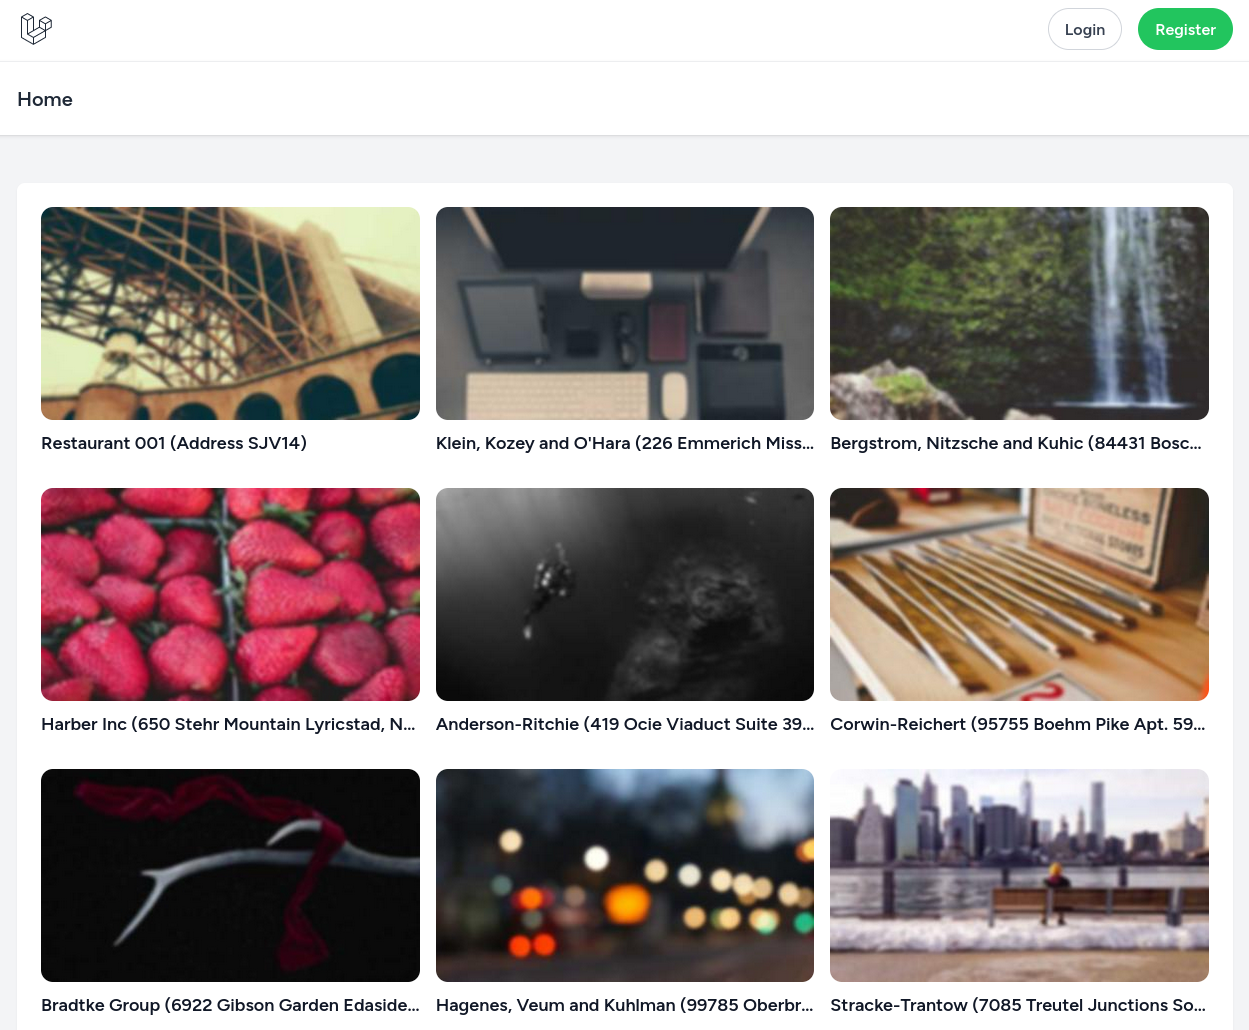 Login
Register
Home
Restaurant 001 (Address SJV14)
Klein, Kozey and O'Hara (226 Emmerich Miss...
Bergstrom, Nitzsche and Kuhic (84431 Bosc...
Harber Inc (650 Stehr Mountain Lyricstad, N...
Anderson-Ritchie (419 Ocie Viaduct Suite 39...
Corwin-Reichert (95755 Boehm Pike Apt. 59...
Bradtke Group (6922 Gibson Garden Edaside...
Hagenes, Veum and Kuhlman (99785 Oberbr...
Stracke-Trantow (7085 Treutel Junctions So...